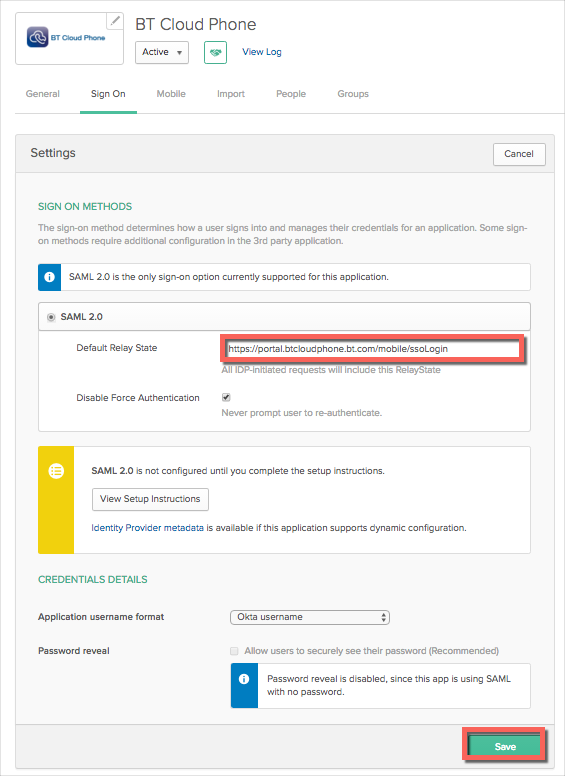 BT Cloud Phone
BT Cloud Phone
Active
View Log
General Sign On Mobile Import People Groups
Settings
Cancel
SIGN ON METHODS
The sign-on method determines how a user signs into and manages their credentials for an application. Some sign-
on methods require additional configuration in the 3rd party application.
SAML 2.0 is the only sign-on option currently supported for this application.
SAML 2.0
Default Relay State
https://portal.btcloudphone.bt.com/mobile/ssoLogin
All IDP-initiated requests will include this RelayState
Disable Force Authentication
Never prompt user to re-authenticate.
SAML 2.0 is not configured until you complete the setup instructions.
View Setup Instructions
Identity Provider metadata is available if this application supports dynamic configuration.
CREDENTIALS DETAILS
Application username format
Okta username
Password reveal
Allow users to securely see their password (Recommended)
Password reveal is disabled, since this app is using SAML
with no password.
Save